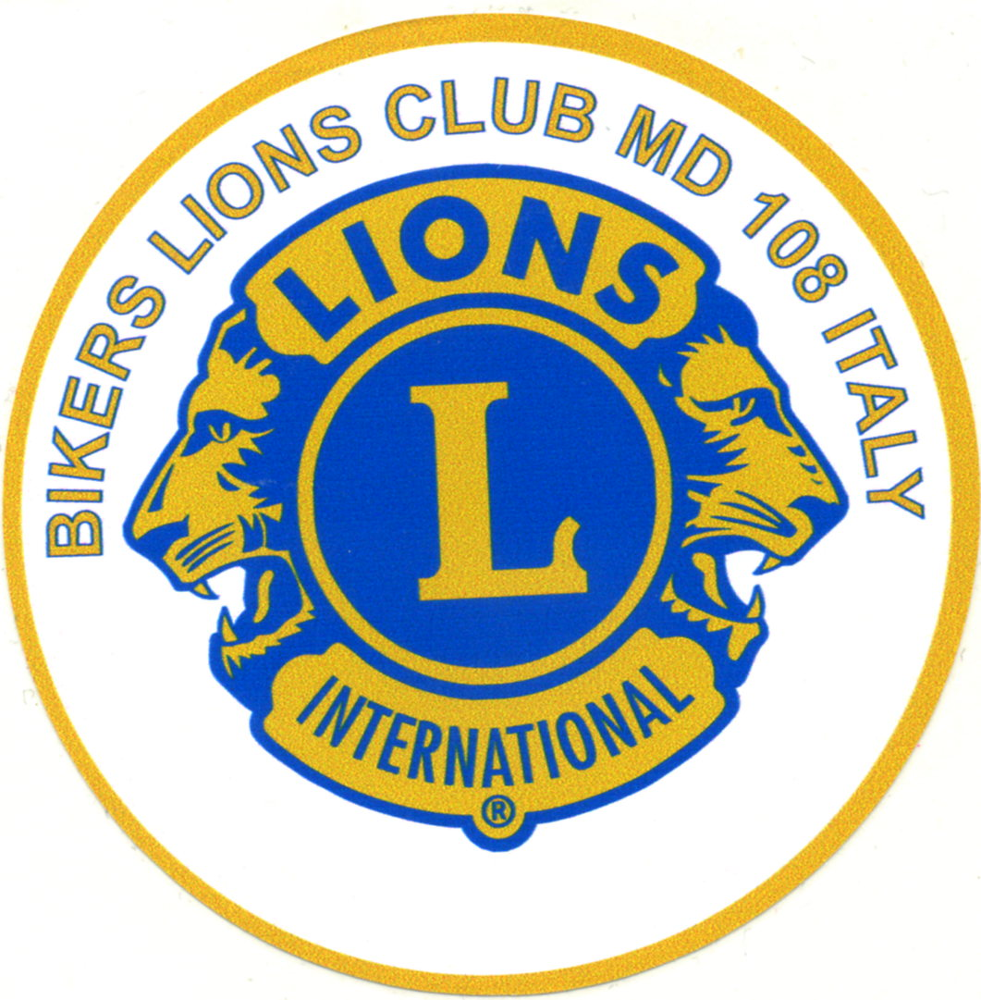 BIKERS LIONS CLUB MD 108 ITALY
LIONS
L
INTERNATIONAL
®